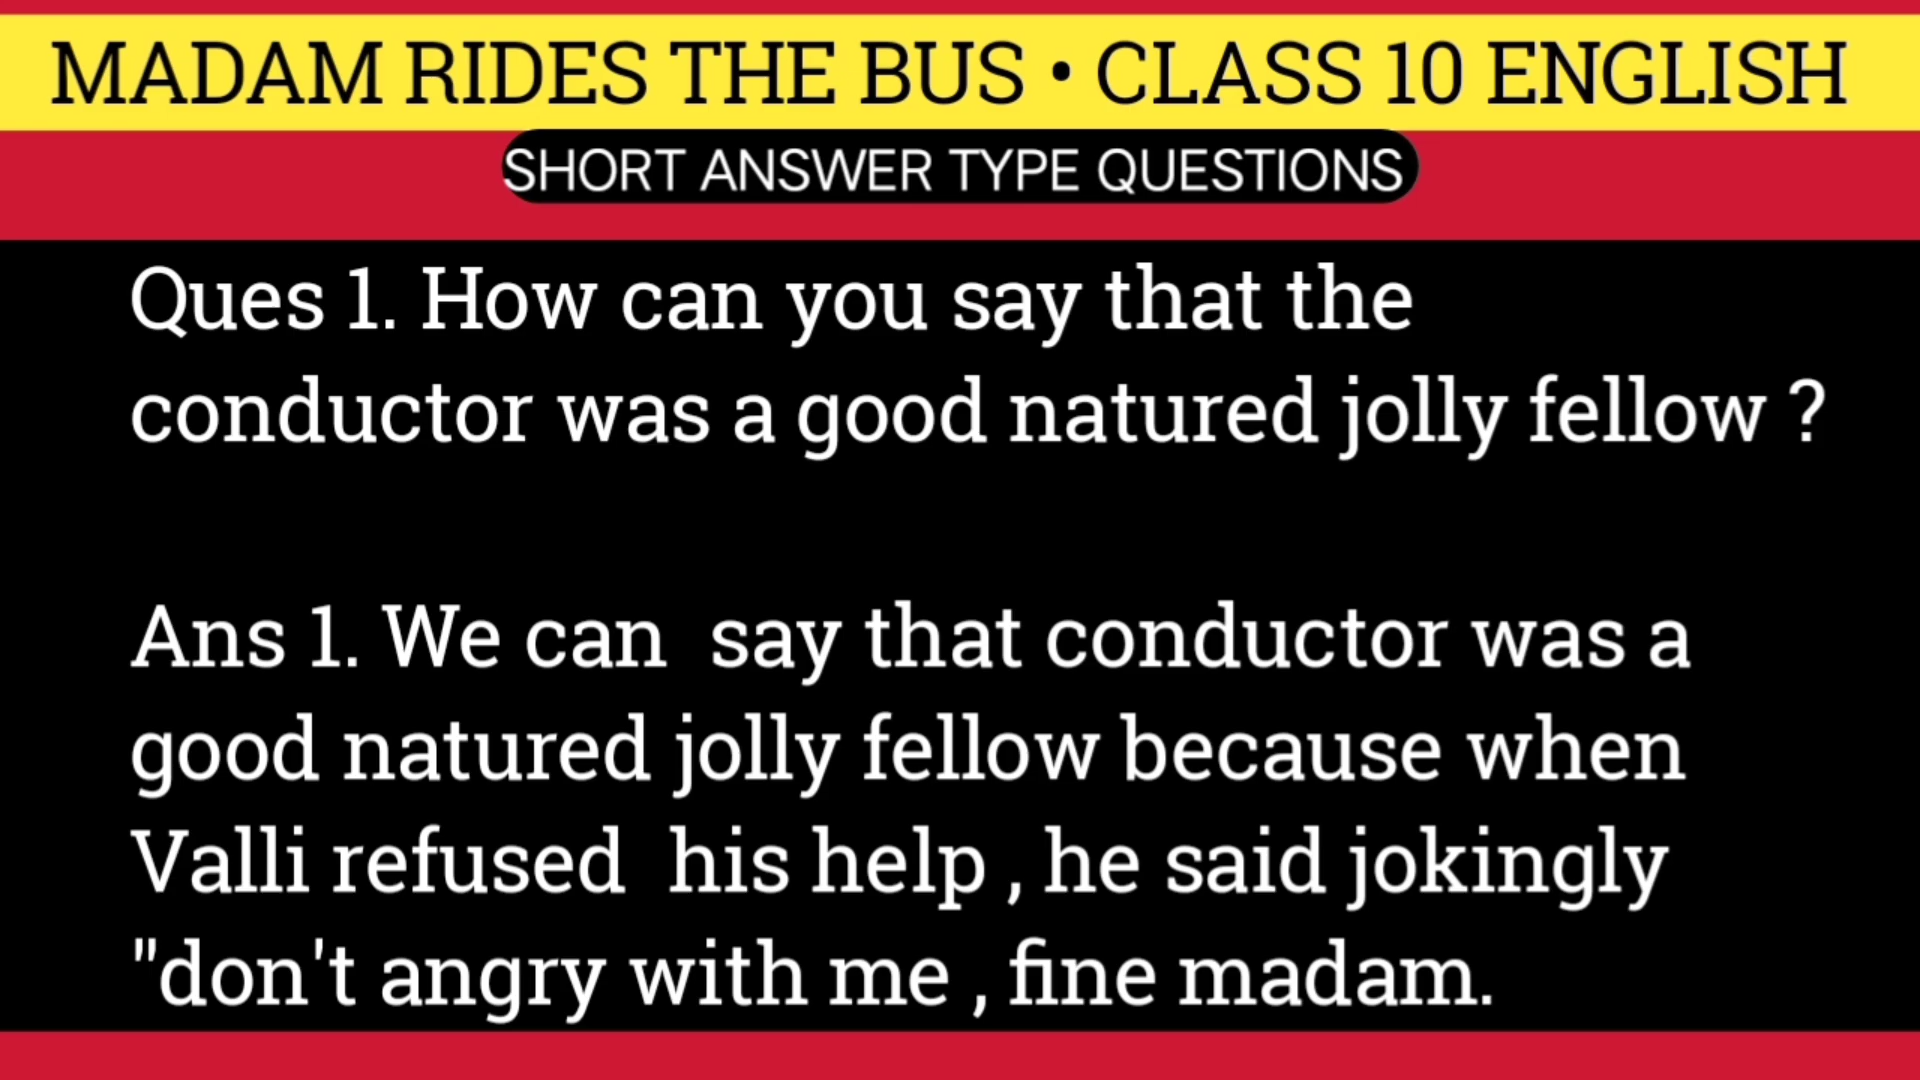 MADAM RIDES THE BUS • CLASS 10 ENGLISH
SHORT ANSWER TYPE QUESTIONS
Ques 1. How can you say that the
conductor was a good natured jolly fellow ?
Ans 1. We can  say that conductor was a
good natured jolly fellow because when
Valli refused  his help , he said jokingly
"don't angry with me , fine madam.